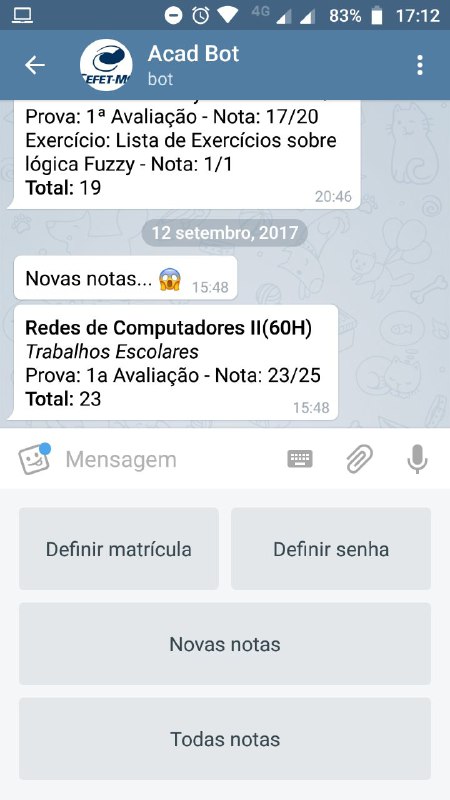 4G 83% 17:12
Acad Bot
CEFET-MG
bot
Prova: 1ª Avaliação - Nota: 17/20
Exercício: Lista de Exercícios sobre
lógica Fuzzy - Nota: 1/1
Total: 19
20:46
12 setembro, 2017
Novas notas... 😱 15:48
Redes de Computadores II(60H)
Trabalhos Escolares
Prova: 1a Avaliação - Nota: 23/25
Total: 23
15:48
Mensagem
Definir matrícula
Definir senha
Novas notas
Todas notas